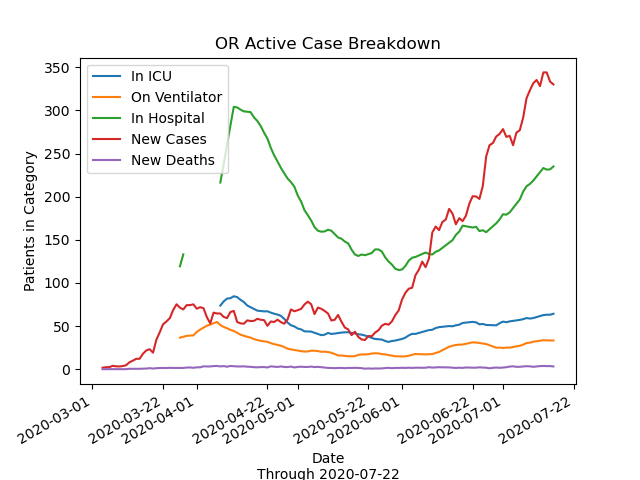 OR Active Case Breakdown
In ICU
On Ventilator
In Hospital
New Cases
New Deaths
Patients in Category
350
300
250
200
150
100
50
0
2020-03-01
2020-03-22
2020-04-01
2020-04-22
2020-05-01
2020-05-22
2020-06-01
2020-06-22
2020-07-01
2020-07-22
Date
Through 2020-07-22